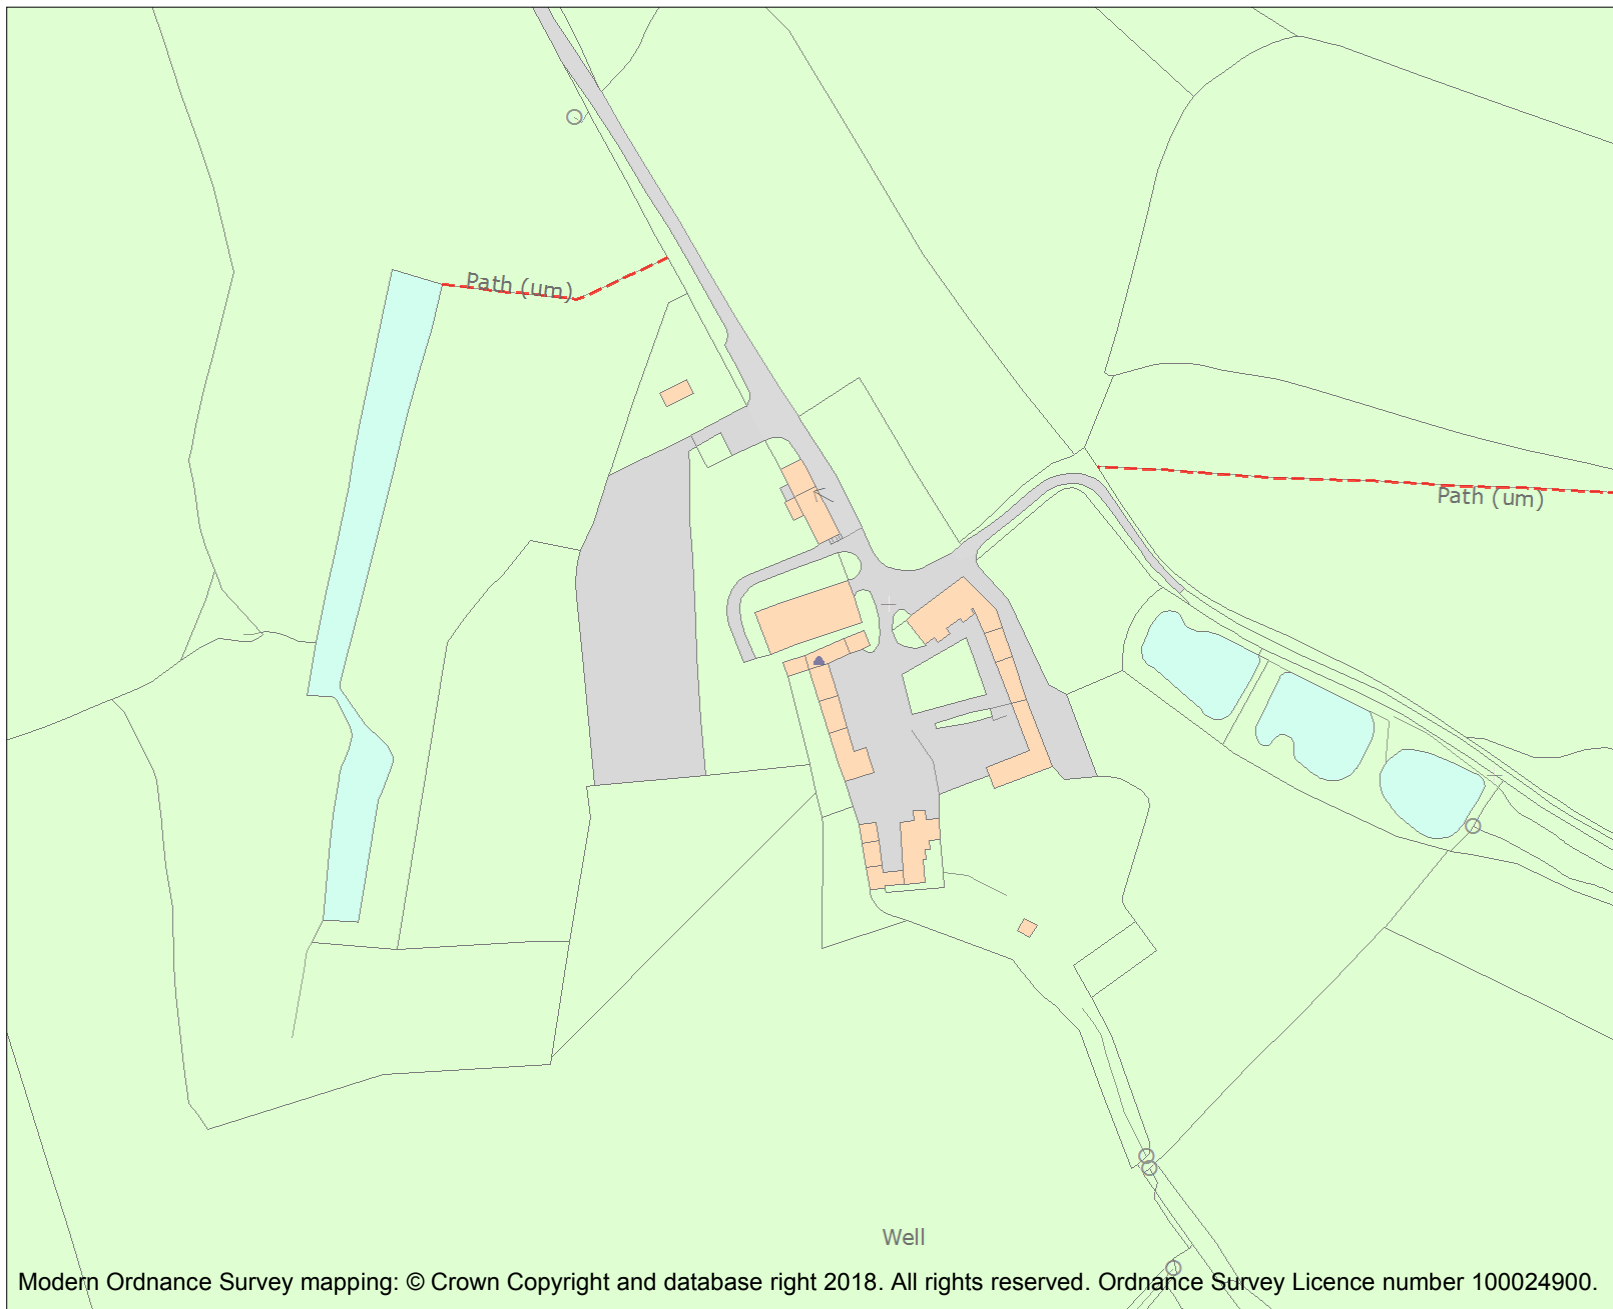 Path (um)
Path (um)
Well
Modern Ordnance Survey mapping: © Crown Copyright and database right 2018. All rights reserved. Ordnance Survey Licence number 100024900.